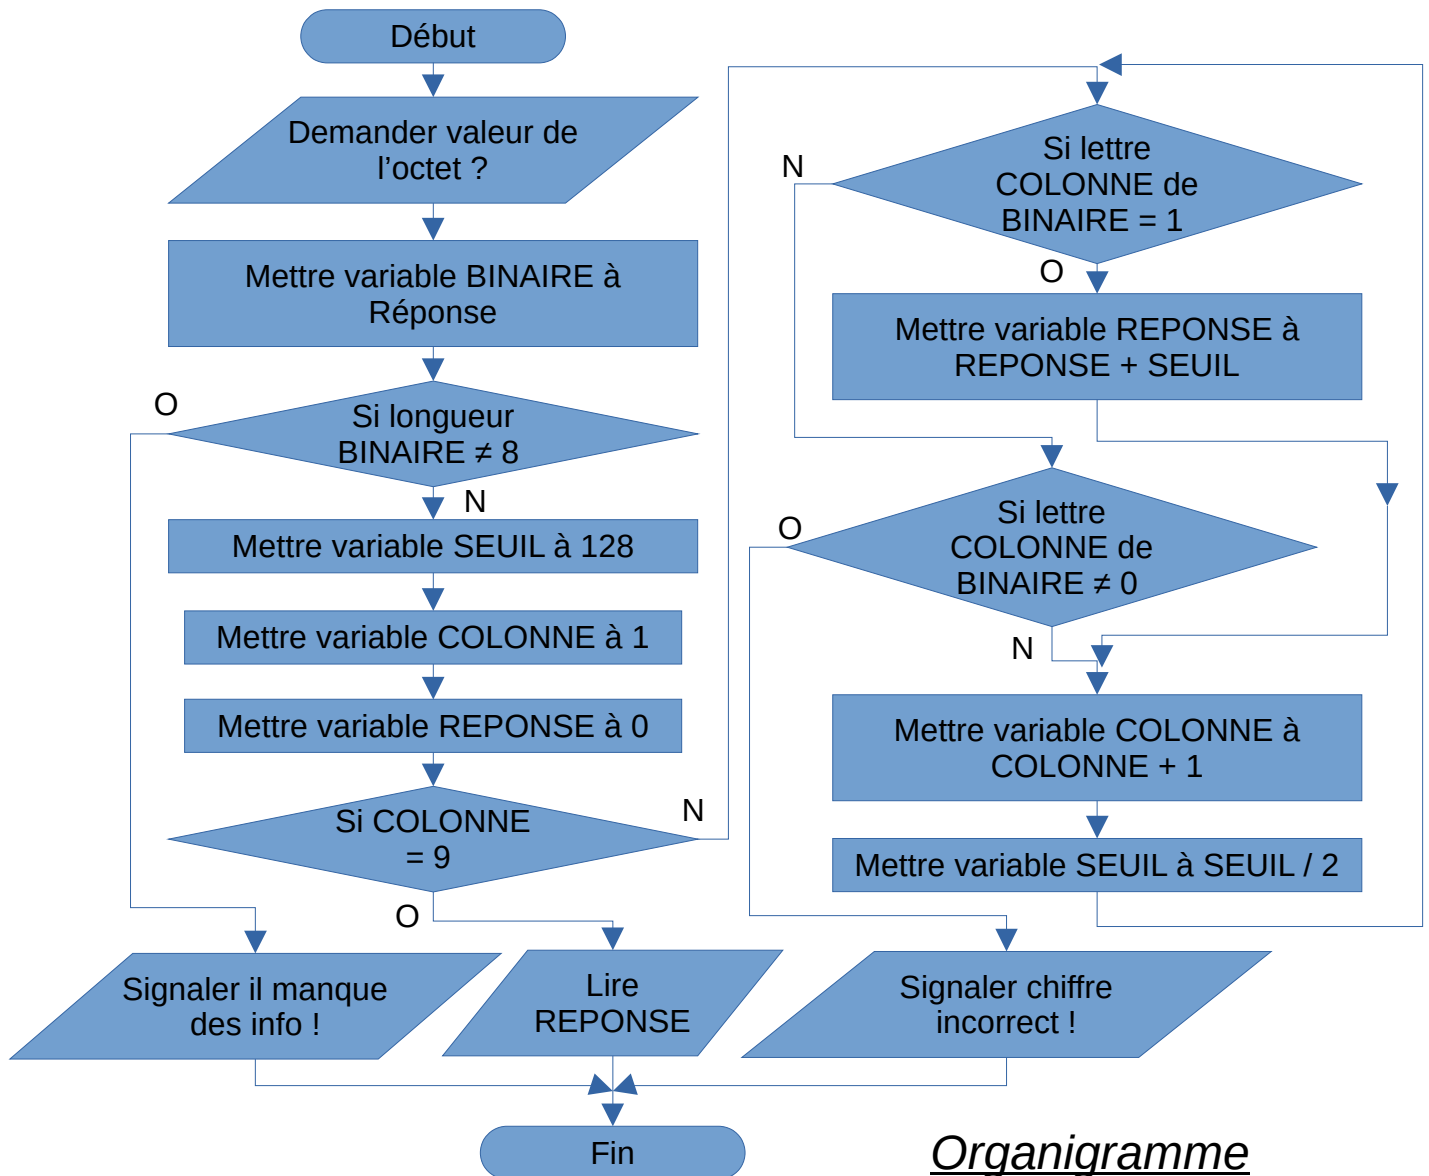 Début
Demander valeur de
l'octet ?
Mettre variable BINAIRE à
Réponse
O
Si longueur
BINAIRE ≠ 8
N
Mettre variable SEUIL à 128
Mettre variable COLONNE à 1
Mettre variable REPONSE à 0
Si COLONNE
= 9
N
O
Signaler il manque
des info !
Lire
REPONSE
N
Si lettre
COLONNE de
BINAIRE = 1
O
Mettre variable REPONSE à
REPONSE + SEUIL
O
Si lettre
COLONNE de
BINAIRE ≠ 0
N
Mettre variable COLONNE à
COLONNE + 1
Mettre variable SEUIL à SEUIL / 2
Signaler chiffre
incorrect !
Fin
Organigramme